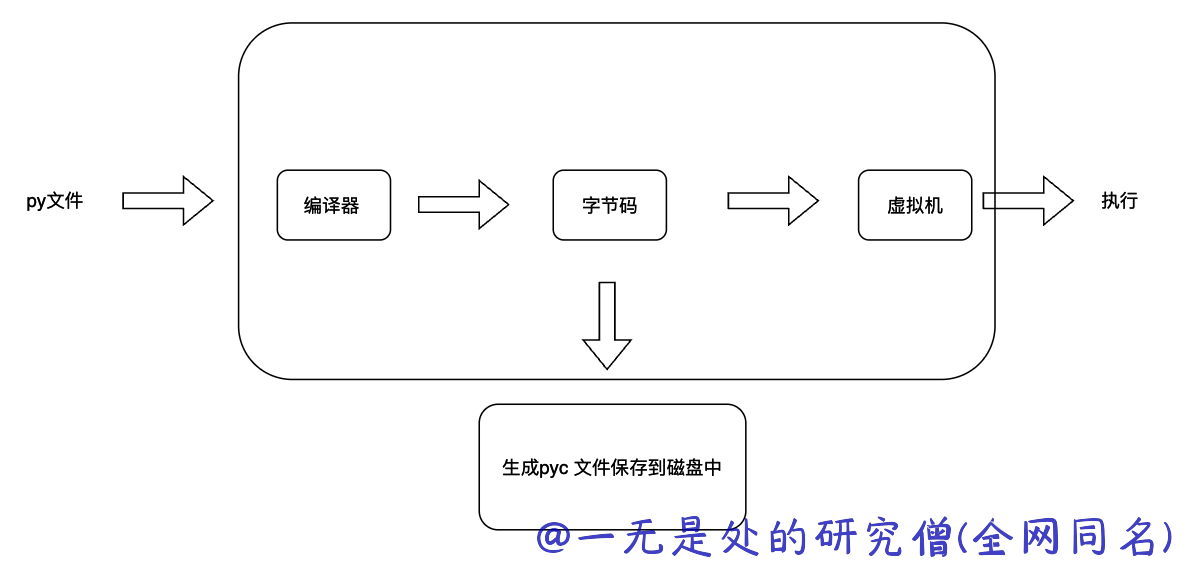 py文件
编译器
字节码
虚拟机
执行
生成pyc 文件保存到磁盘中
@一无是处的研究僧(全网同名)